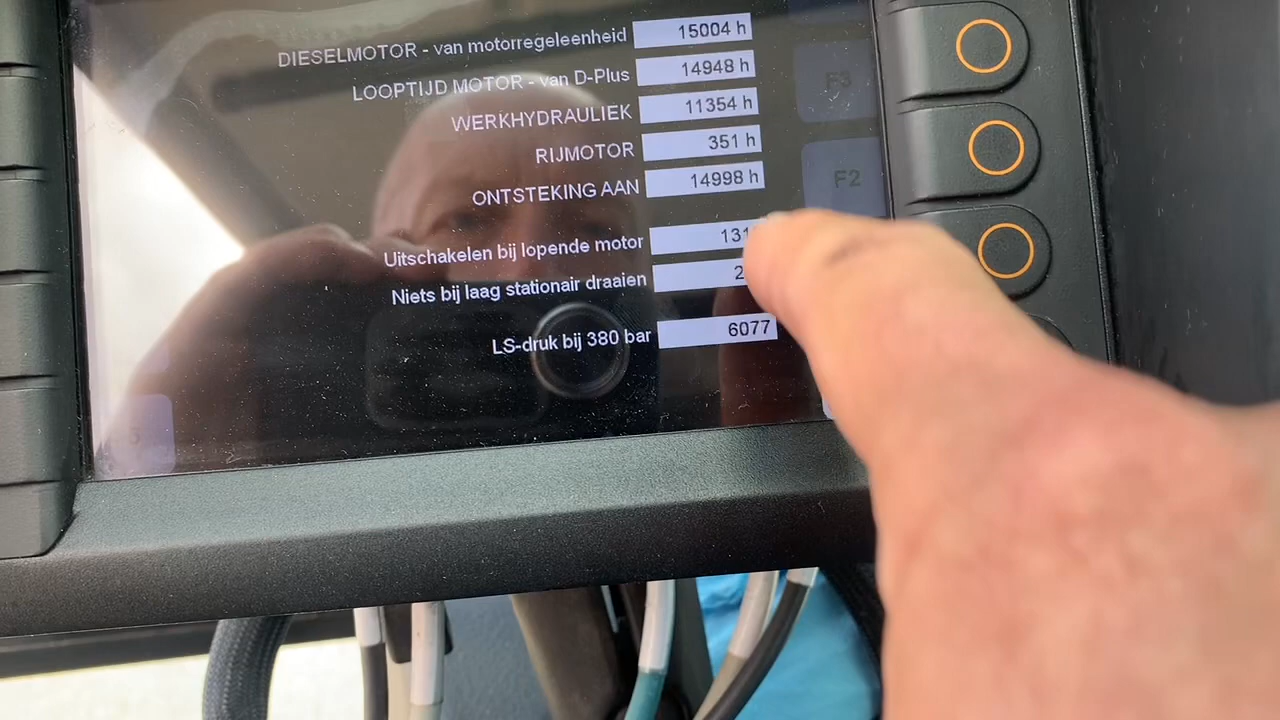 DIESELMOTOR - van motorregeleenheid 15004 h
LOOPTIJD MOTOR - van D-Plus 14948 h
WERKHYDRAULIEK 11354 h
RIJMOTOR 351 h
ONTSTEKING AAN 14998 h
Uitschakelen bij lopende motor
Niets bij laag stationair draaien
LS-druk bij 380 bar 6077
F3
F2